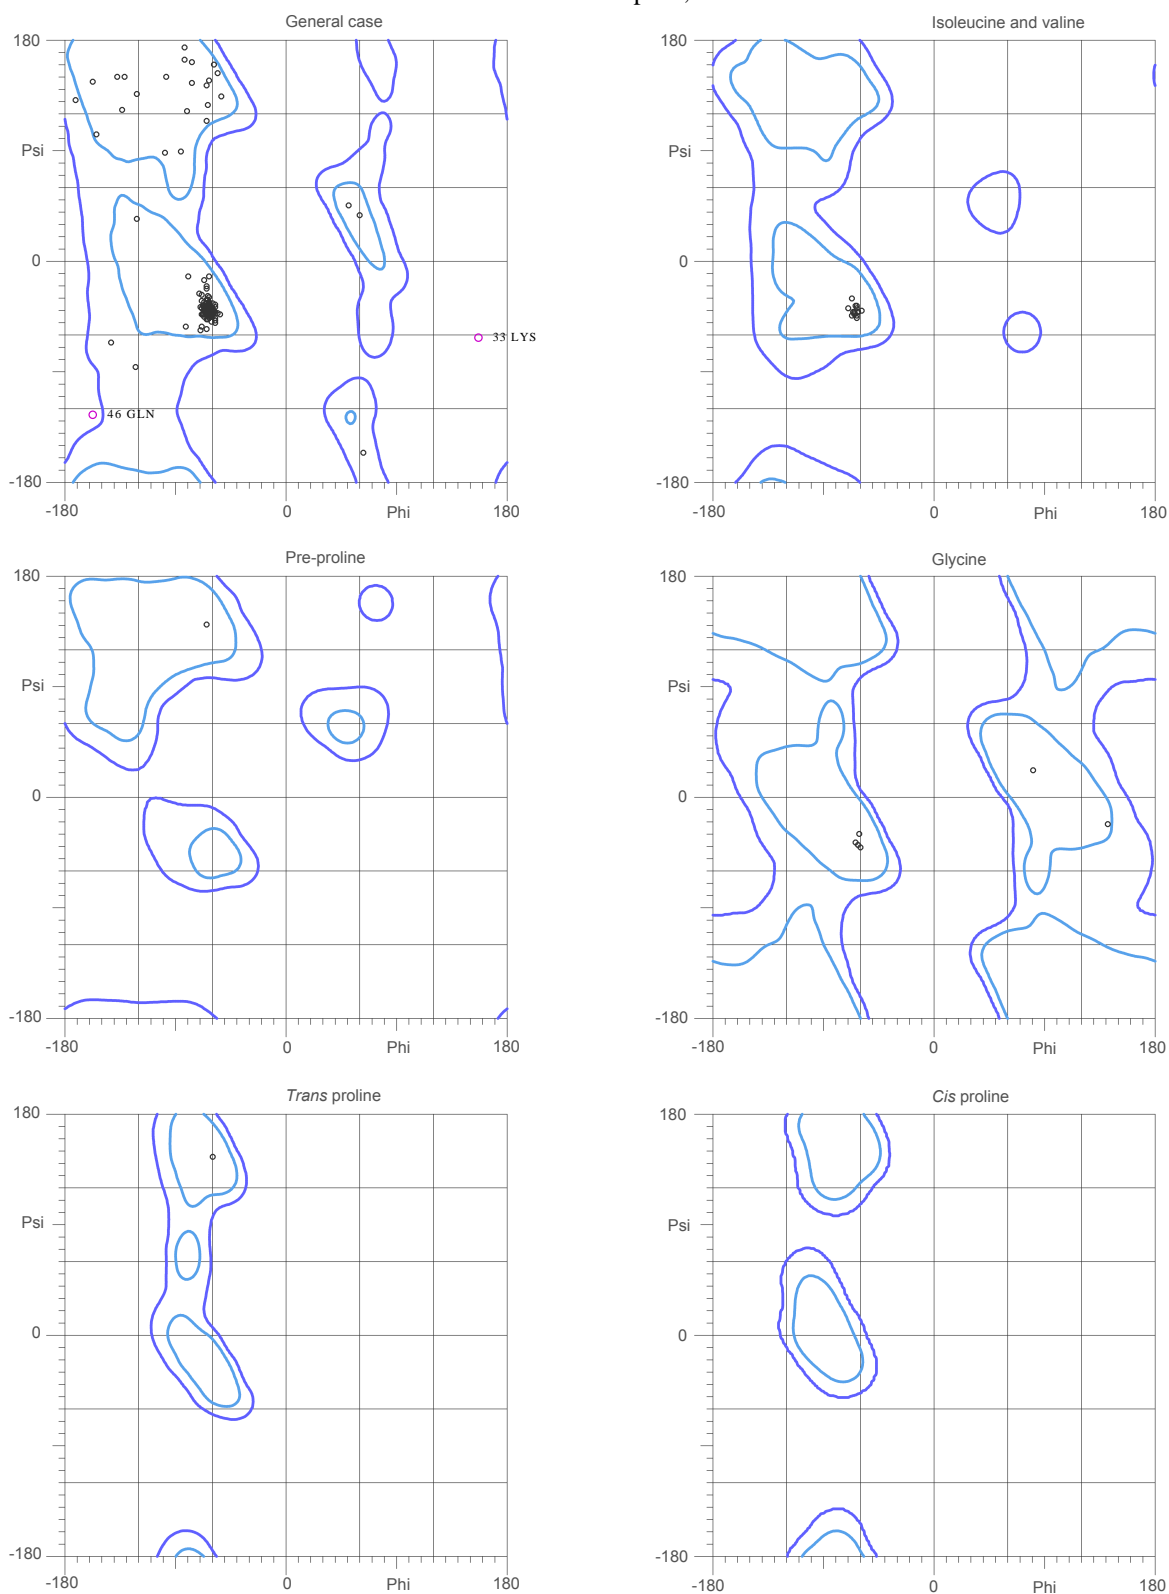 General case
180
Psi
0
-180
-180
0
Phi
180
33 LYS
46 GLN
Isoleucine and valine
180
Psi
0
-180
-180
0
Phi
180
Pre-proline
180
Psi
0
-180
-180
0
Phi
180
Glycine
180
Psi
0
-180
-180
0
Phi
180
Trans proline
180
Psi
0
-180
-180
0
Phi
180
Cis proline
180
Psi
0
-180
-180
0
Phi
180